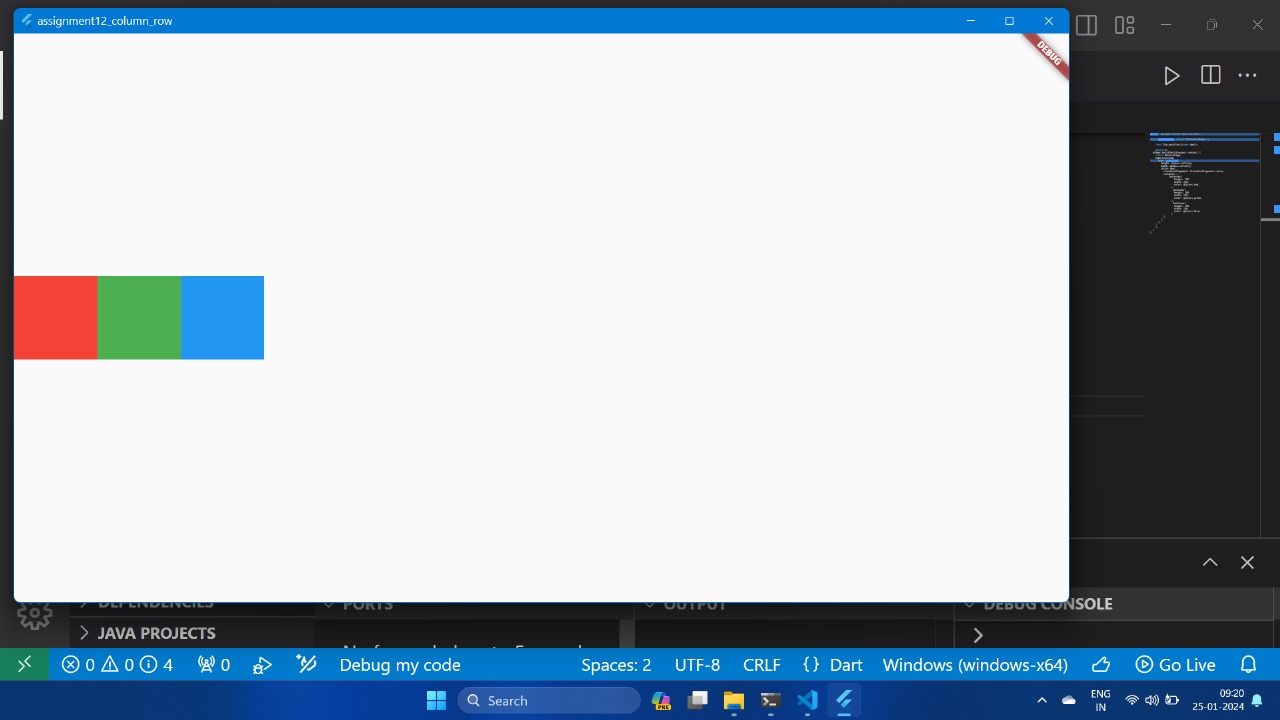 assignment12_column_row
DEBUG
DEPENDENCIES
PORTS
OUTPUT
DEBUG CONSOLE
JAVA PROJECTS
0 0 4 0 Debug my code Spaces: 2 UTF-8 CRLF {} Dart Windows (windows-x64) Go Live
Search
PRE
ENG
IN
09:20
25-01-2024